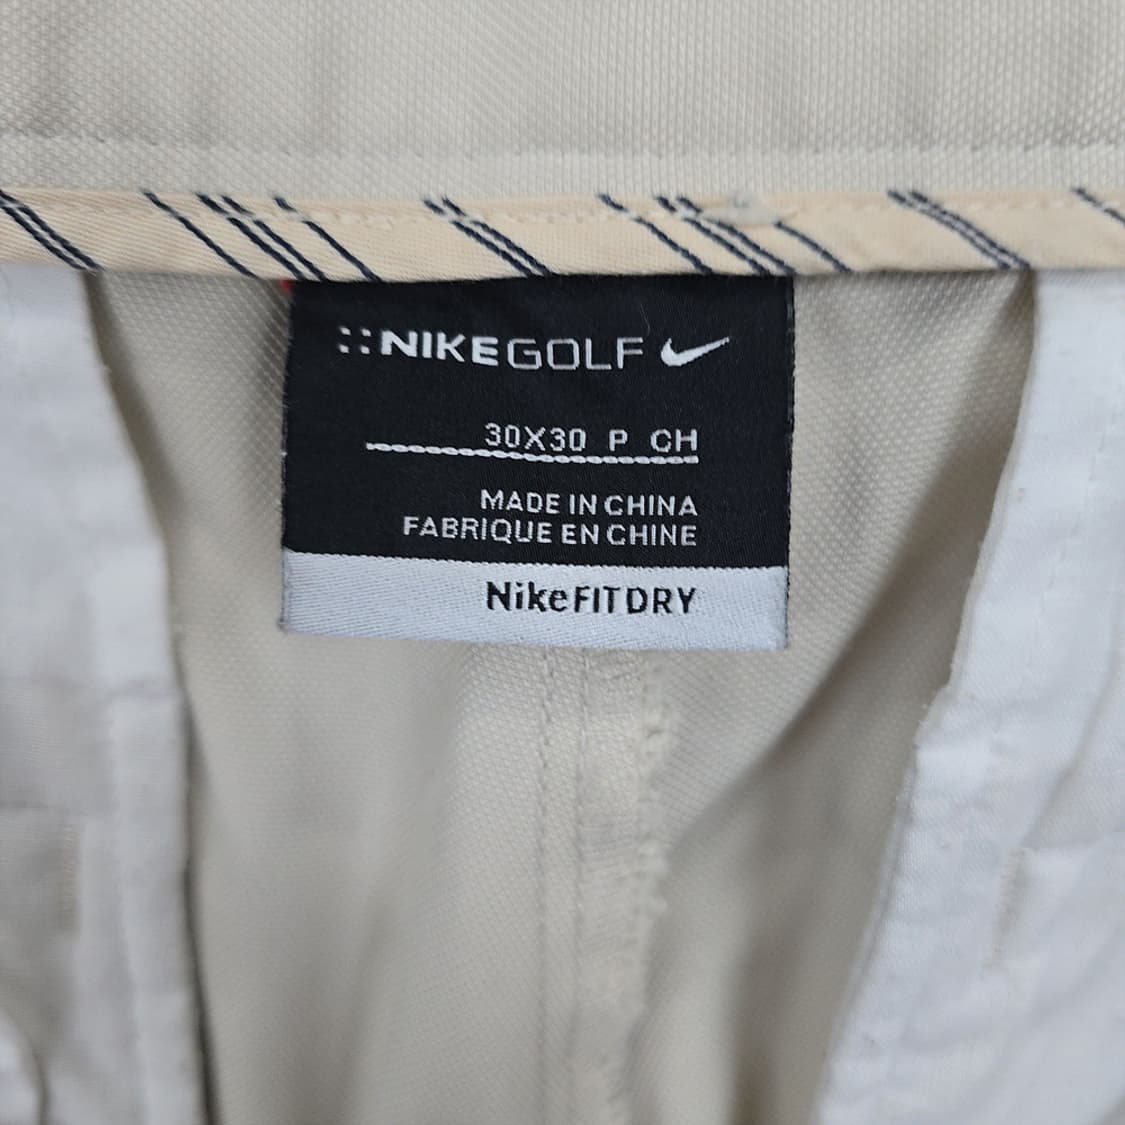 NIKEGOLF
30X30 P CH
MADE IN CHINA
FABRIQUE EN CHINE
NikeFITDRY